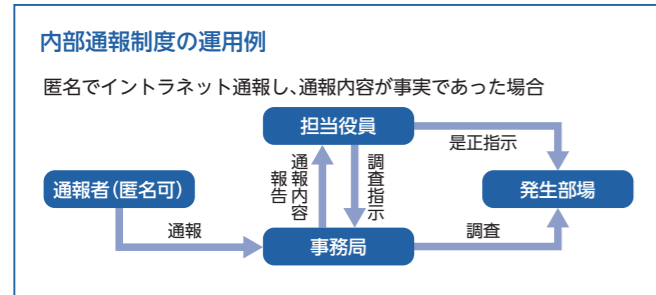 内部通報制度の運用例
匿名でイントラネット通報し、通報内容が事実であった場合
担当役員
是正指示
通報者（匿名可）
通報内容
報告
調査指示
発生部場
通報
事務局
調査